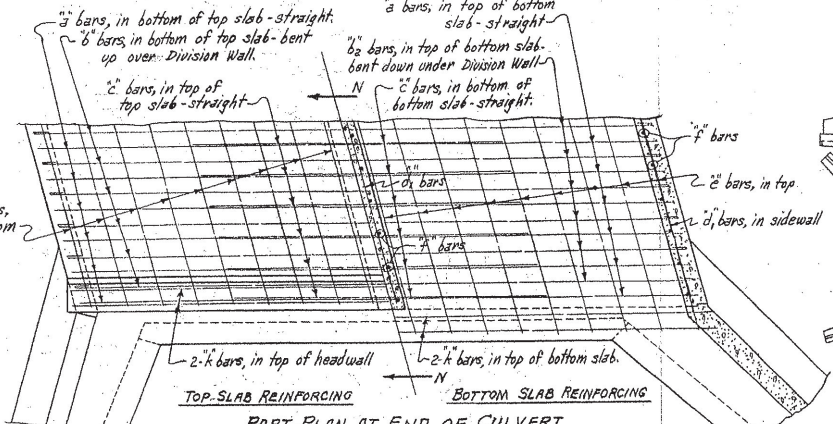 "a" bars, in bottom of top slab-straight.
"b" bars, in bottom of top slab-bent
up over Division Wall.
"c" bars, in top of
top slab-straight
N
a bars, in top of bottom
slab-straight
"b2" bars, in top of bottom slab-
bent down under Division Wall
"c" bars, in bottom of
bottom slab-straight.
"f" bars
"e" bars, in top
"d1" bars, in sidewall
"d2" bars
"f" bars
2-"k" bars, in top of headwall
2-"k" bars, in top of bottom slab.
N
TOP SLAB REINFORCING
BOTTOM SLAB REINFORCING
PART PLAN AT END OF CULVERT